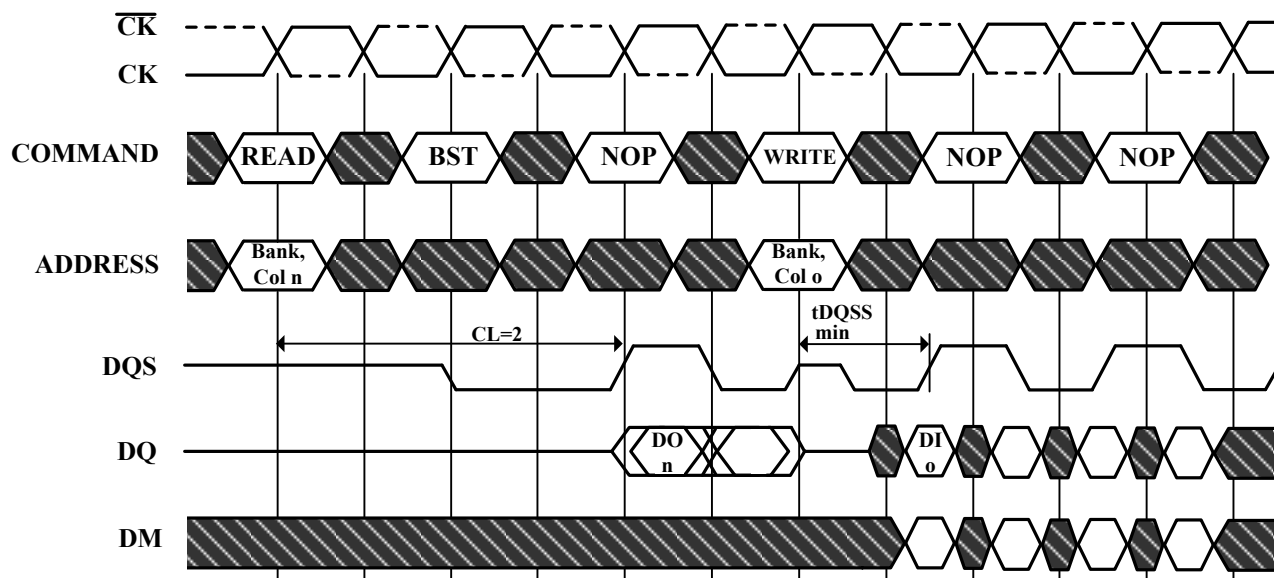 CK
CK
COMMAND READ BST NOP WRITE NOP NOP
ADDRESS
Bank,
Col n
Bank,
Col o
tDQSS
min
CL=2
DQS
DQ
DO
n
DI
o
DM